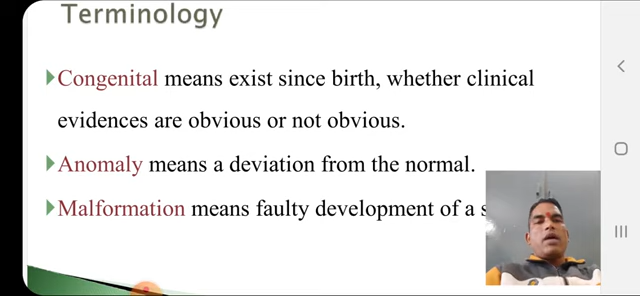 Terminology
Congenital means exist since birth, whether clinical
evidences are obvious or not obvious.
Anomaly means a deviation from the normal.
Malformation means faulty development of a s